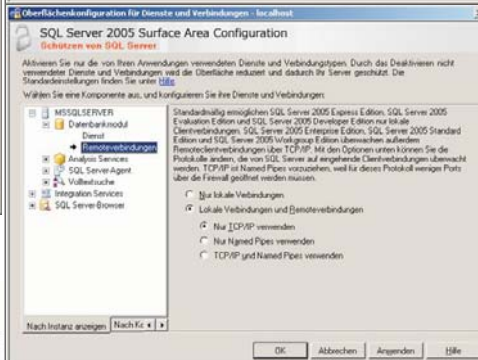 Oberflächenkonfiguration für Dienste und Verbindungen - localhost
SQL Server 2005 Surface Area Configuration
Schützen von SQL Server
Aktivieren Sie nur die von Ihren Anwendungen verwendeten Dienste und Verbindungstypen. Durch das Deaktivieren nicht
verwendeter Dienste und Verbindungen wird die Oberfläche reduziert und dadurch Ihr Server geschützt. Die
Standardeinstellungen finden Sie unter Hilfe.
Wählen Sie eine Komponente aus, und konfigurieren Sie ihre Dienste und Verbindungen:
MSSQLSERVER
Datenbankmodul
Dienst
Remoteverbindungen
Analysis Services
SQL Server-Agent
Volltextsuche
Integration Services
SQL Server-Browser
Nach Instanz anzeigen
Standardmäßig ermöglichen SQL Server 2005 Express Edition, SQL Server 2005
Evaluation Edition und SQL Server 2005 Developer Edition nur lokale
Clientverbindungen. SQL Server 2005 Enterprise Edition, SQL Server 2005 Standard
Edition und SQL Server 2005 Workgroup Edition überwachen außerdem
Remoteclientverbindungen über TCP/IP. Mit den Optionen unten können Sie die
Protokolle ändern, die von SQL Server auf eingehende Clientverbindungen überwacht
werden. TCP/IP ist Named Pipes vorzuziehen, weil für dieses Protokoll weniger Ports
über die Firewall geöffnet werden müssen.
Nur lokale Verbindungen
Lokale Verbindungen und Remoteverbindungen
Nur TCP/IP verwenden
Nur Named Pipes verwenden
TCP/IP und Named Pipes verwenden
OK
Abbrechen
Anwenden
Hilfe